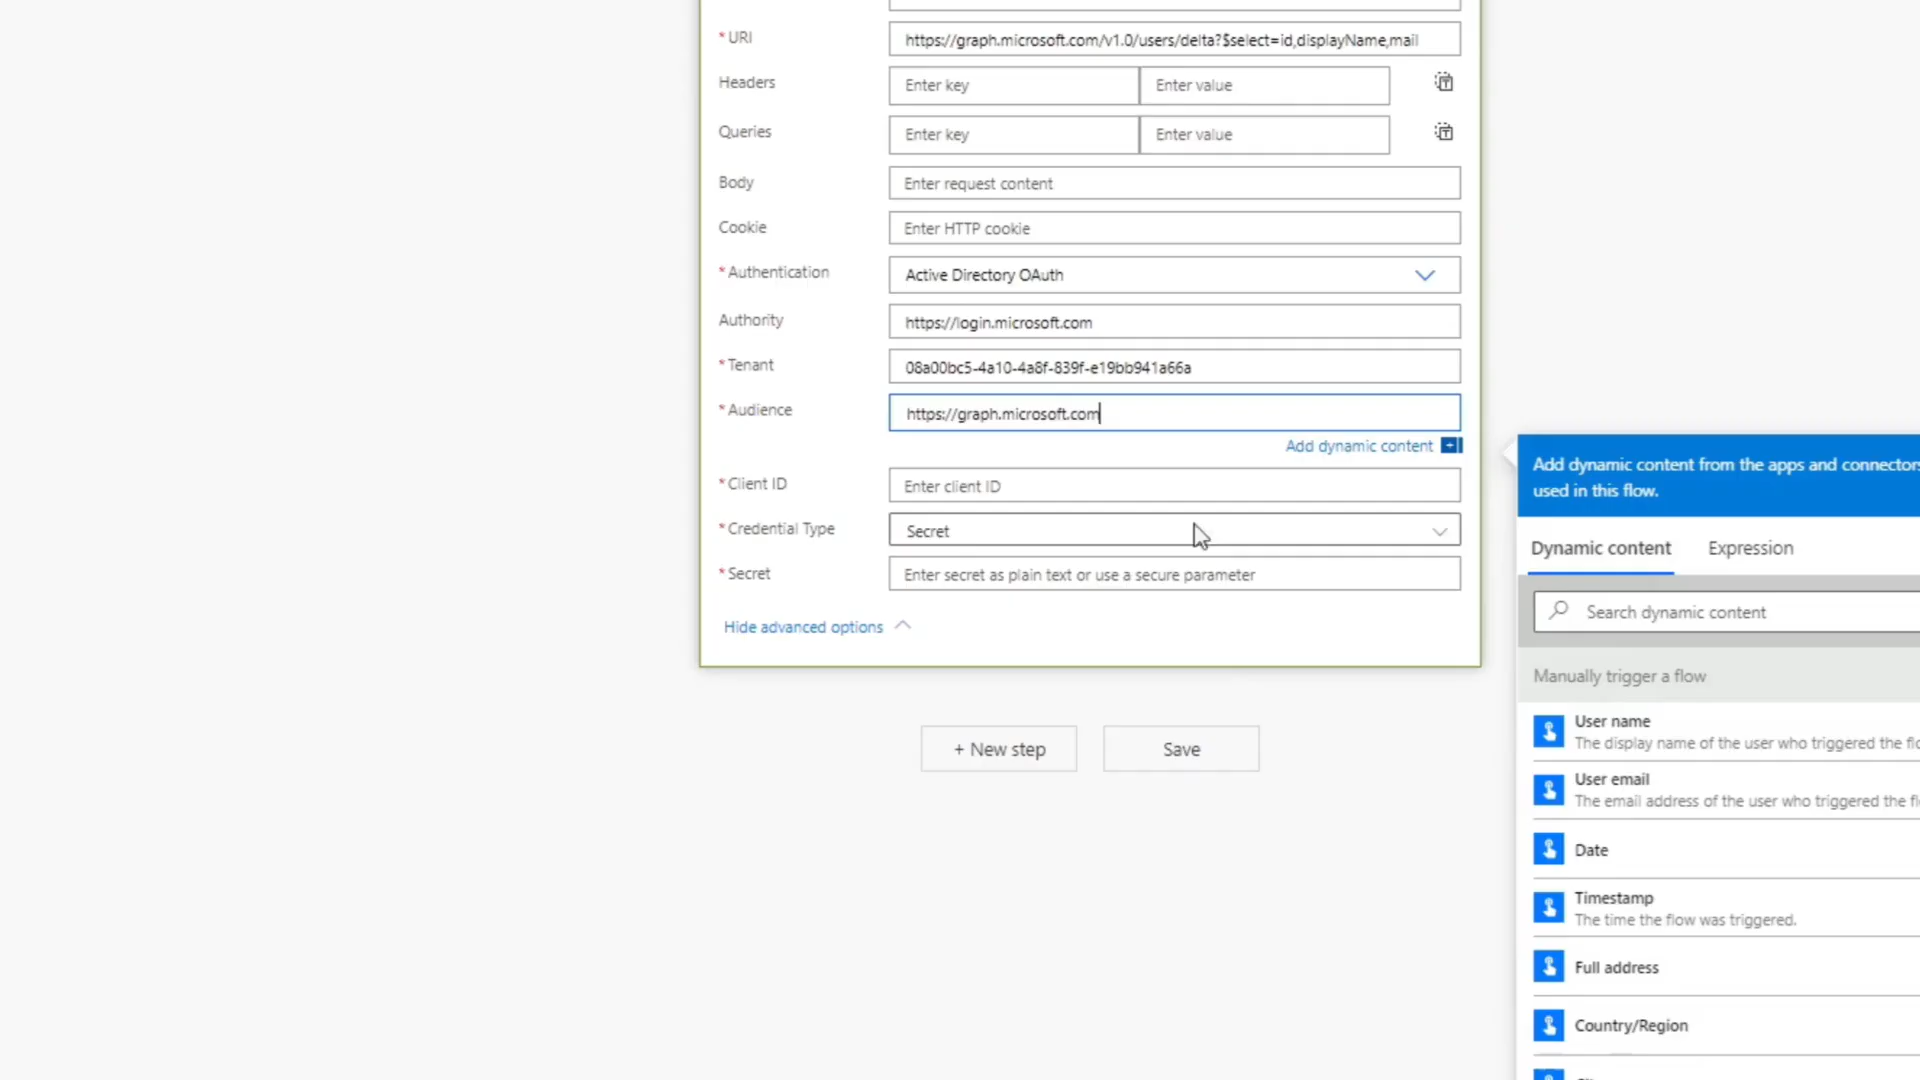 * URI
https://graph.microsoft.com/v1.0/users/delta?$select=id,displayName,mail
Headers
Enter key
Enter value
Queries
Enter key
Enter value
Body
Enter request content
Cookie
Enter HTTP cookie
* Authentication
Active Directory OAuth
Authority
https://login.microsoft.com
* Tenant
08a00bc5-4a10-4a8f-839f-e19bb941a66a
* Audience
https://graph.microsoft.com
Add dynamic content
* Client ID
Enter client ID
* Credential Type
Secret
* Secret
Enter secret as plain text or use a secure parameter
Hide advanced options
+ New step
Save
Add dynamic content from the apps and connectors
used in this flow.
Dynamic content
Expression
Search dynamic content
Manually trigger a flow
User name
The display name of the user who triggered the flo
User email
The email address of the user who triggered the fl
Date
Timestamp
The time the flow was triggered.
Full address
Country/Region